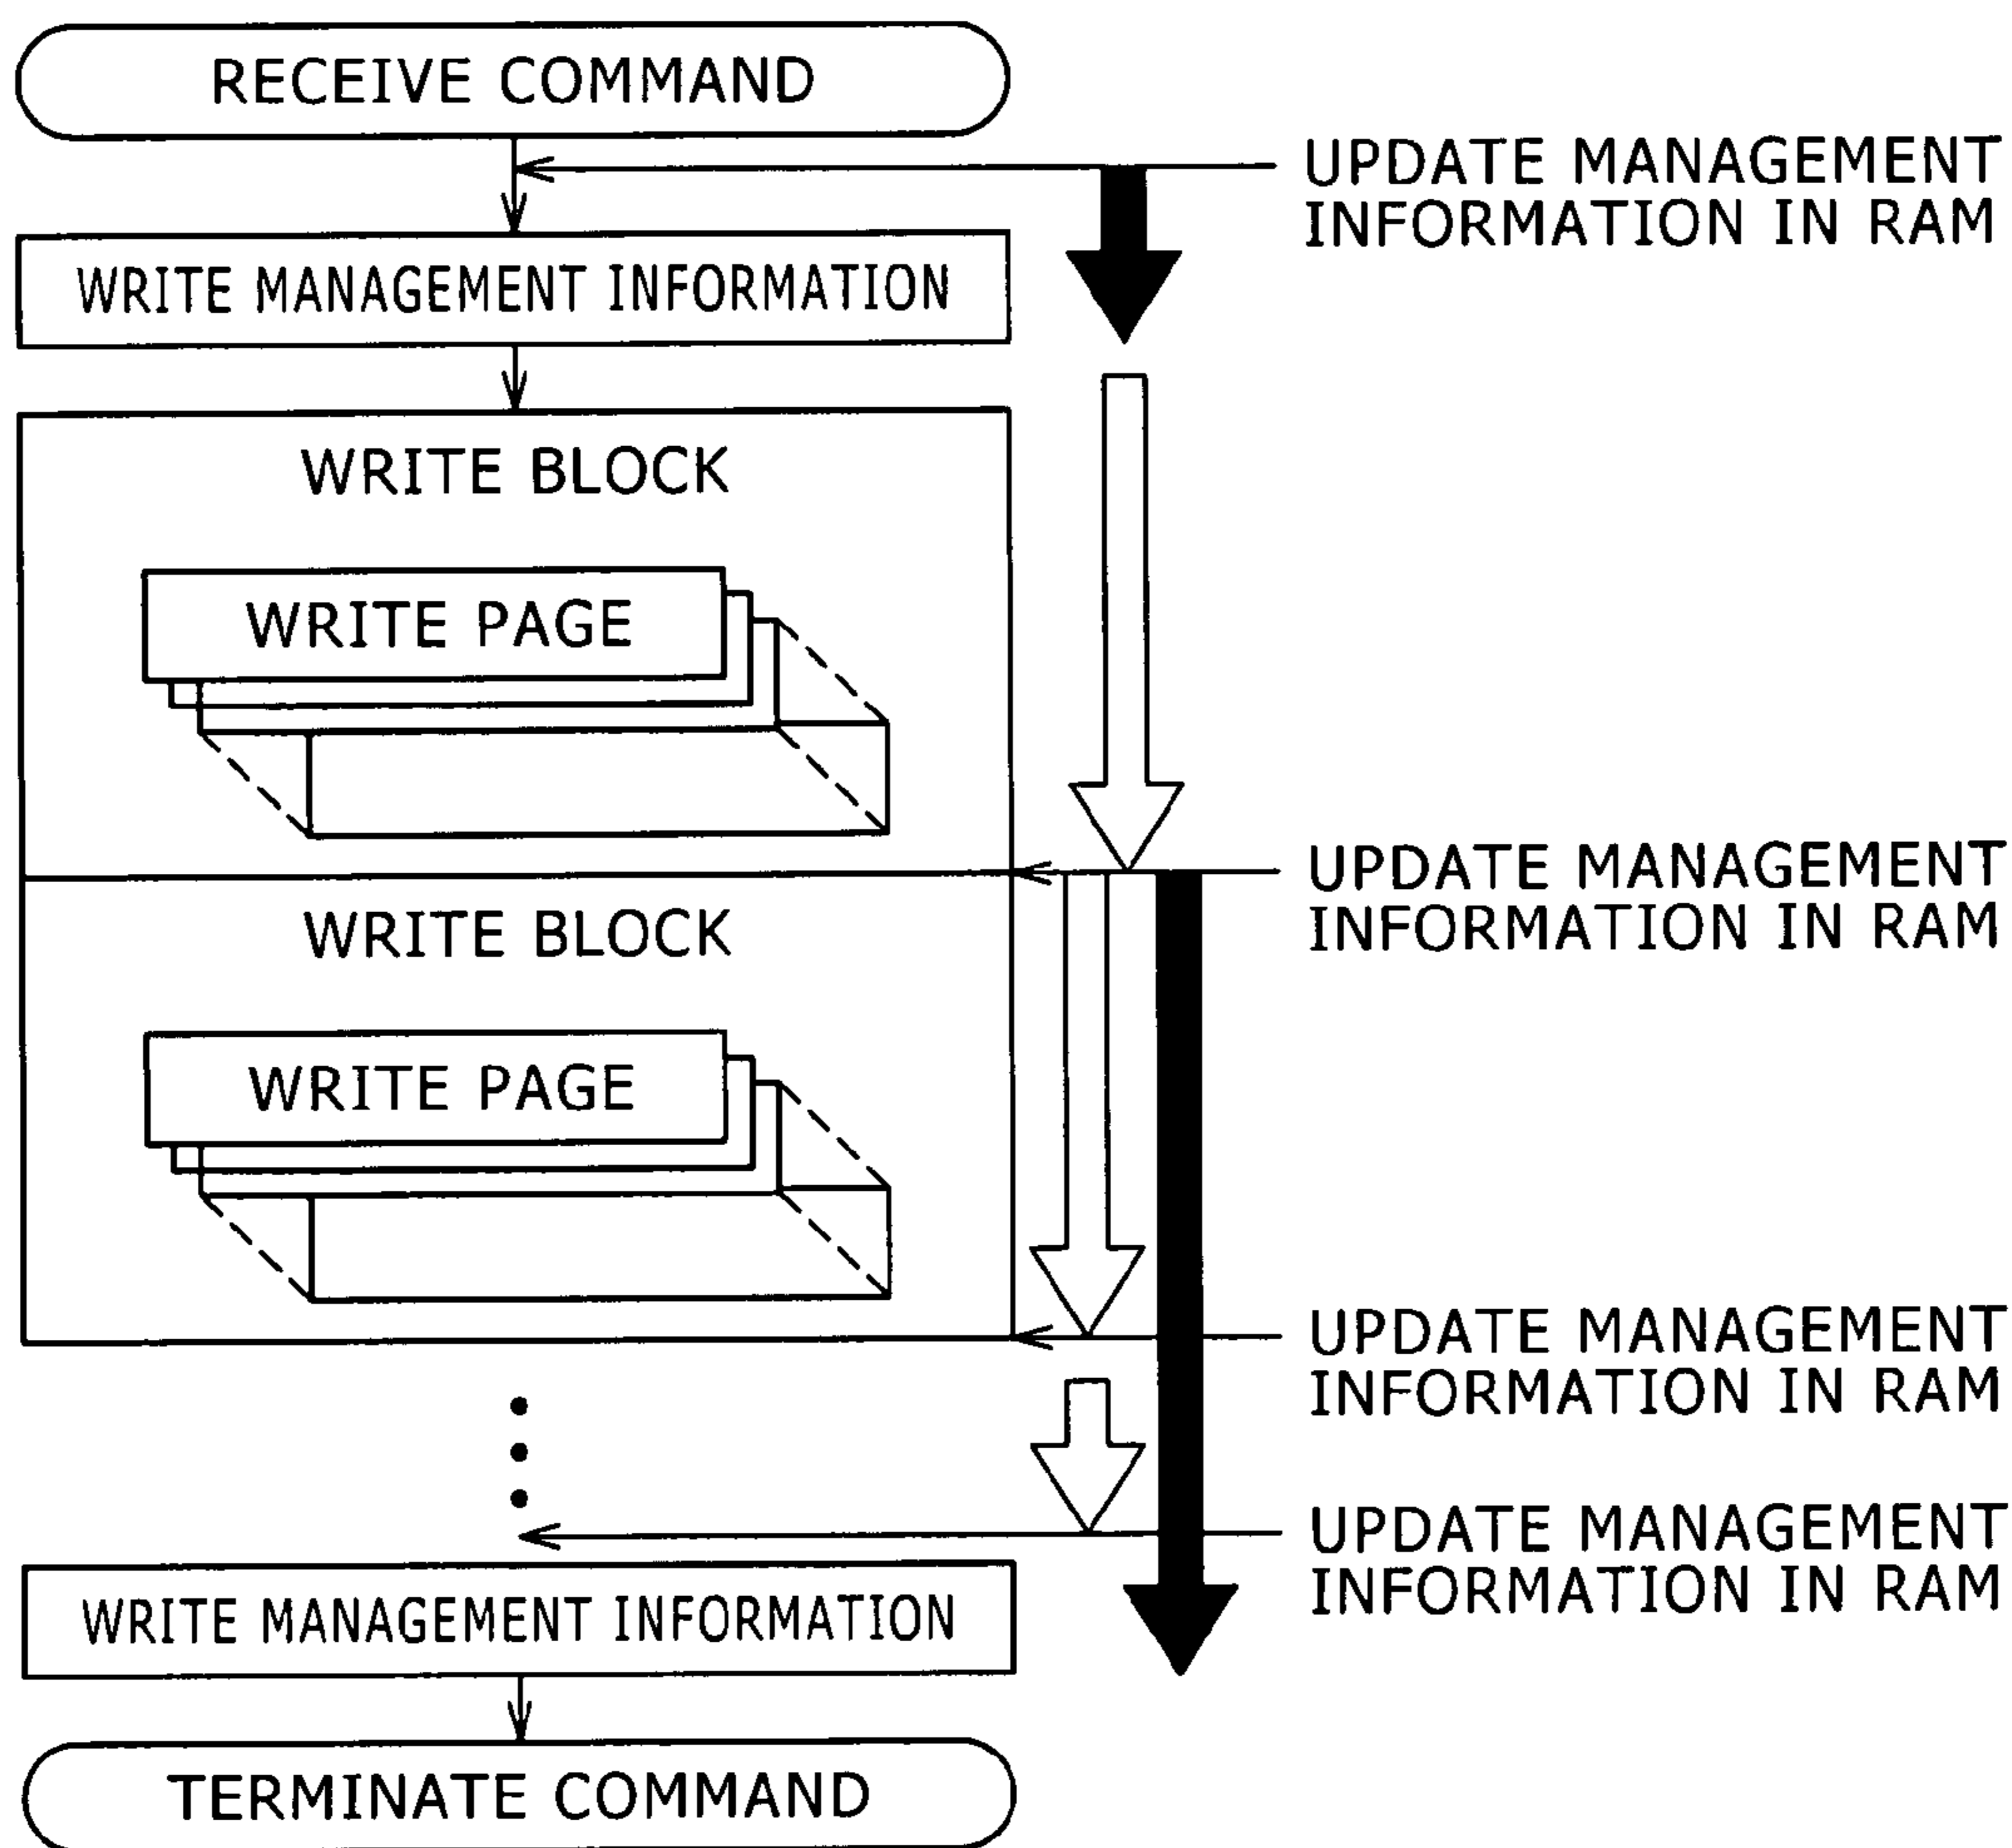 RECEIVE COMMAND
UPDATE MANAGEMENT
INFORMATION IN RAM
WRITE MANAGEMENT INFORMATION
WRITE BLOCK
WRITE PAGE
UPDATE MANAGEMENT
INFORMATION IN RAM
WRITE BLOCK
WRITE PAGE
UPDATE MANAGEMENT
INFORMATION IN RAM
UPDATE MANAGEMENT
INFORMATION IN RAM
WRITE MANAGEMENT INFORMATION
TERMINATE COMMAND